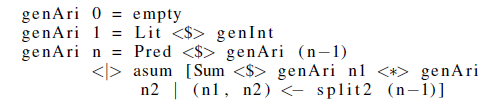 genAri 0 = empty
genAri 1 = Lit <$> genInt
genAri n = Pred <$> genAri (n−1)
<|> asum [Sum <$> genAri n1 <*> genAri
n2 | (n1, n2) <− split2 (n−1)]